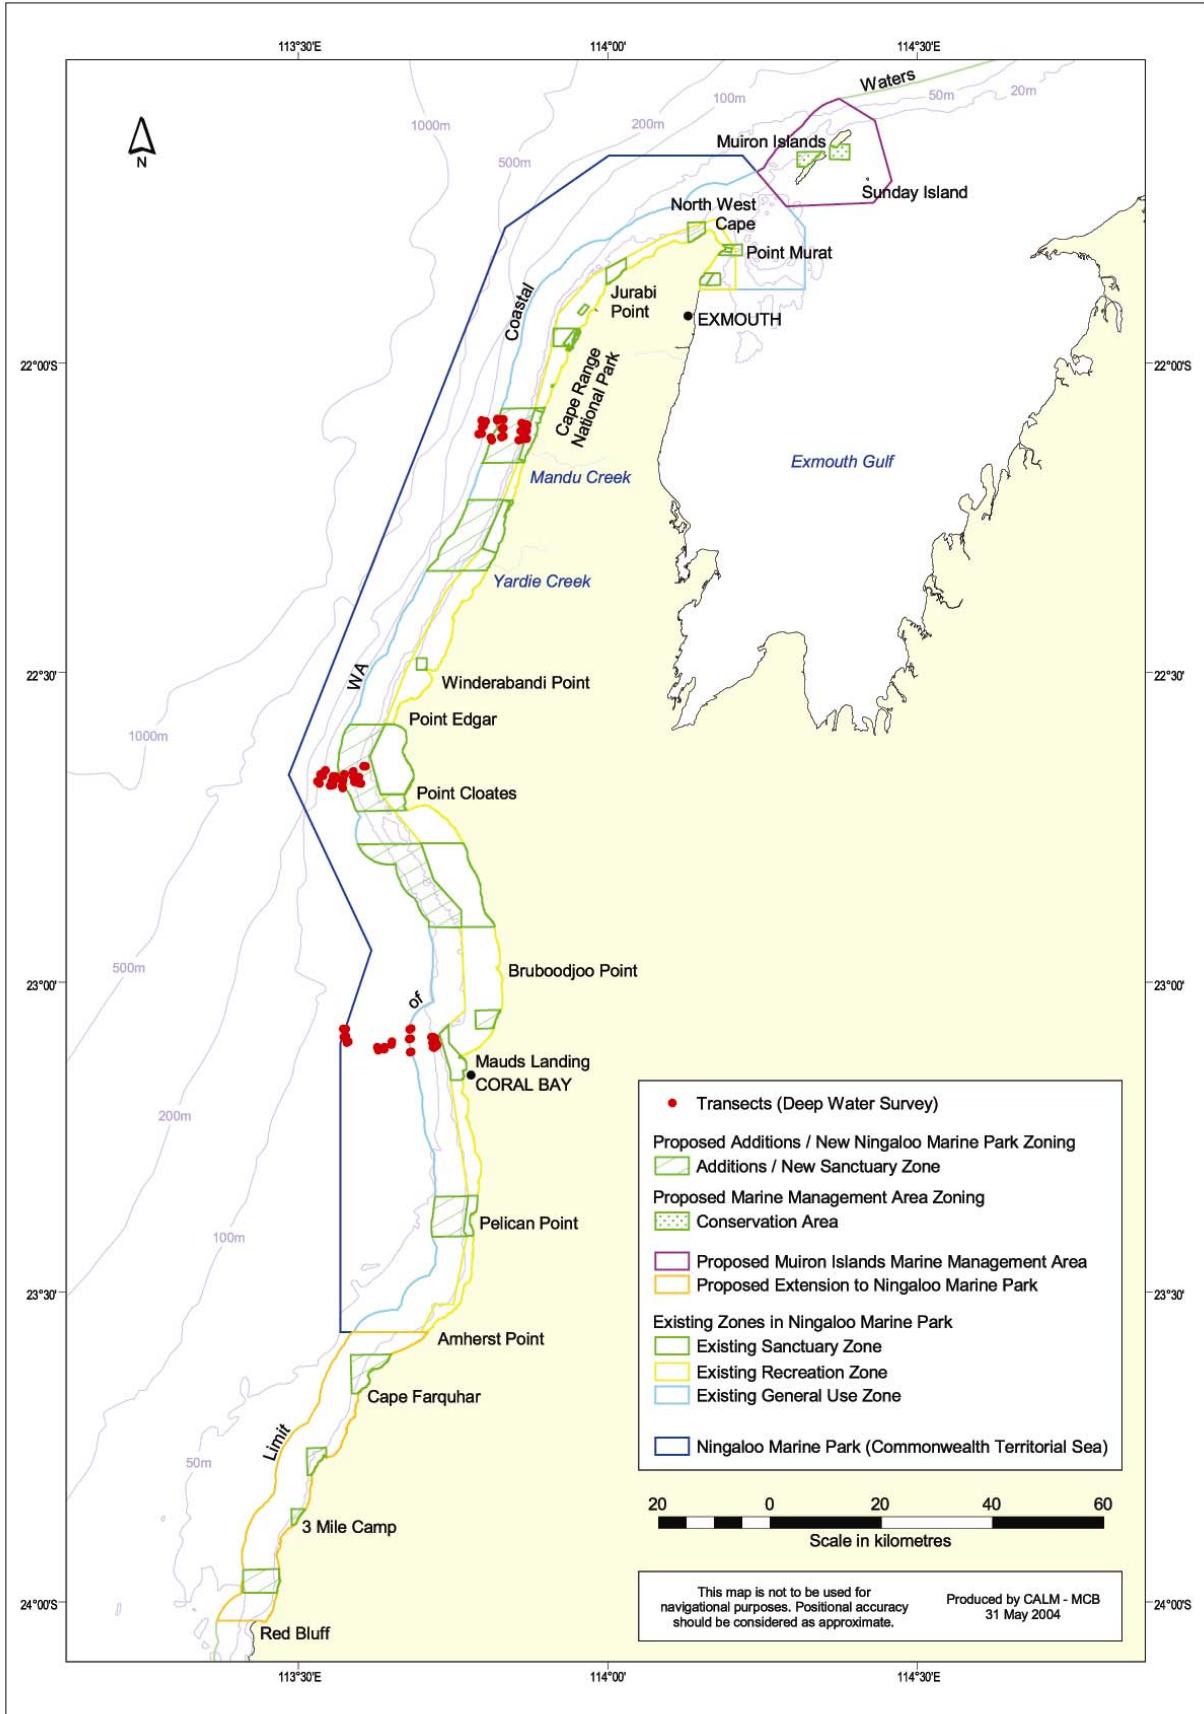 113°30'E
114°00'
114°30'E
Waters
50m
20m
100m
200m
1000m
500m
N
Muiron Islands
Sunday Island
North West
Cape
Point Murat
Jurabi
Point
EXMOUTH
Coastal
22°00'S
22°00'S
Cape Range
National Park
Exmouth Gulf
Mandu Creek
Yardie Creek
WA
22°30'
22°30'
Winderabandi Point
Point Edgar
1000m
Point Cloates
500m
Bruboodjoo Point
23°00'
23°00'
of
Mauds Landing
CORAL BAY
200m
Pelican Point
100m
23°50'
23°50'
Amherst Point
Cape Farquhar
Limit
50m
3 Mile Camp
24°00'S
24°00'S
Red Bluff
Transects (Deep Water Survey)
Proposed Additions / New Ningaloo Marine Park Zoning
Additions / New Sanctuary Zone
Proposed Marine Management Area Zoning
Conservation Area
Proposed Muiron Islands Marine Management Area
Proposed Extension to Ningaloo Marine Park
Existing Zones in Ningaloo Marine Park
Existing Sanctuary Zone
Existing Recreation Zone
Existing General Use Zone
Ningaloo Marine Park (Commonwealth Territorial Sea)
20 0 20 40 60
Scale in kilometres
This map is not to be used for
navigational purposes. Positional accuracy
should be considered as approximate.
Produced by CALM - MCB
31 May 2004
113°30'E
114°00'
114°30'E